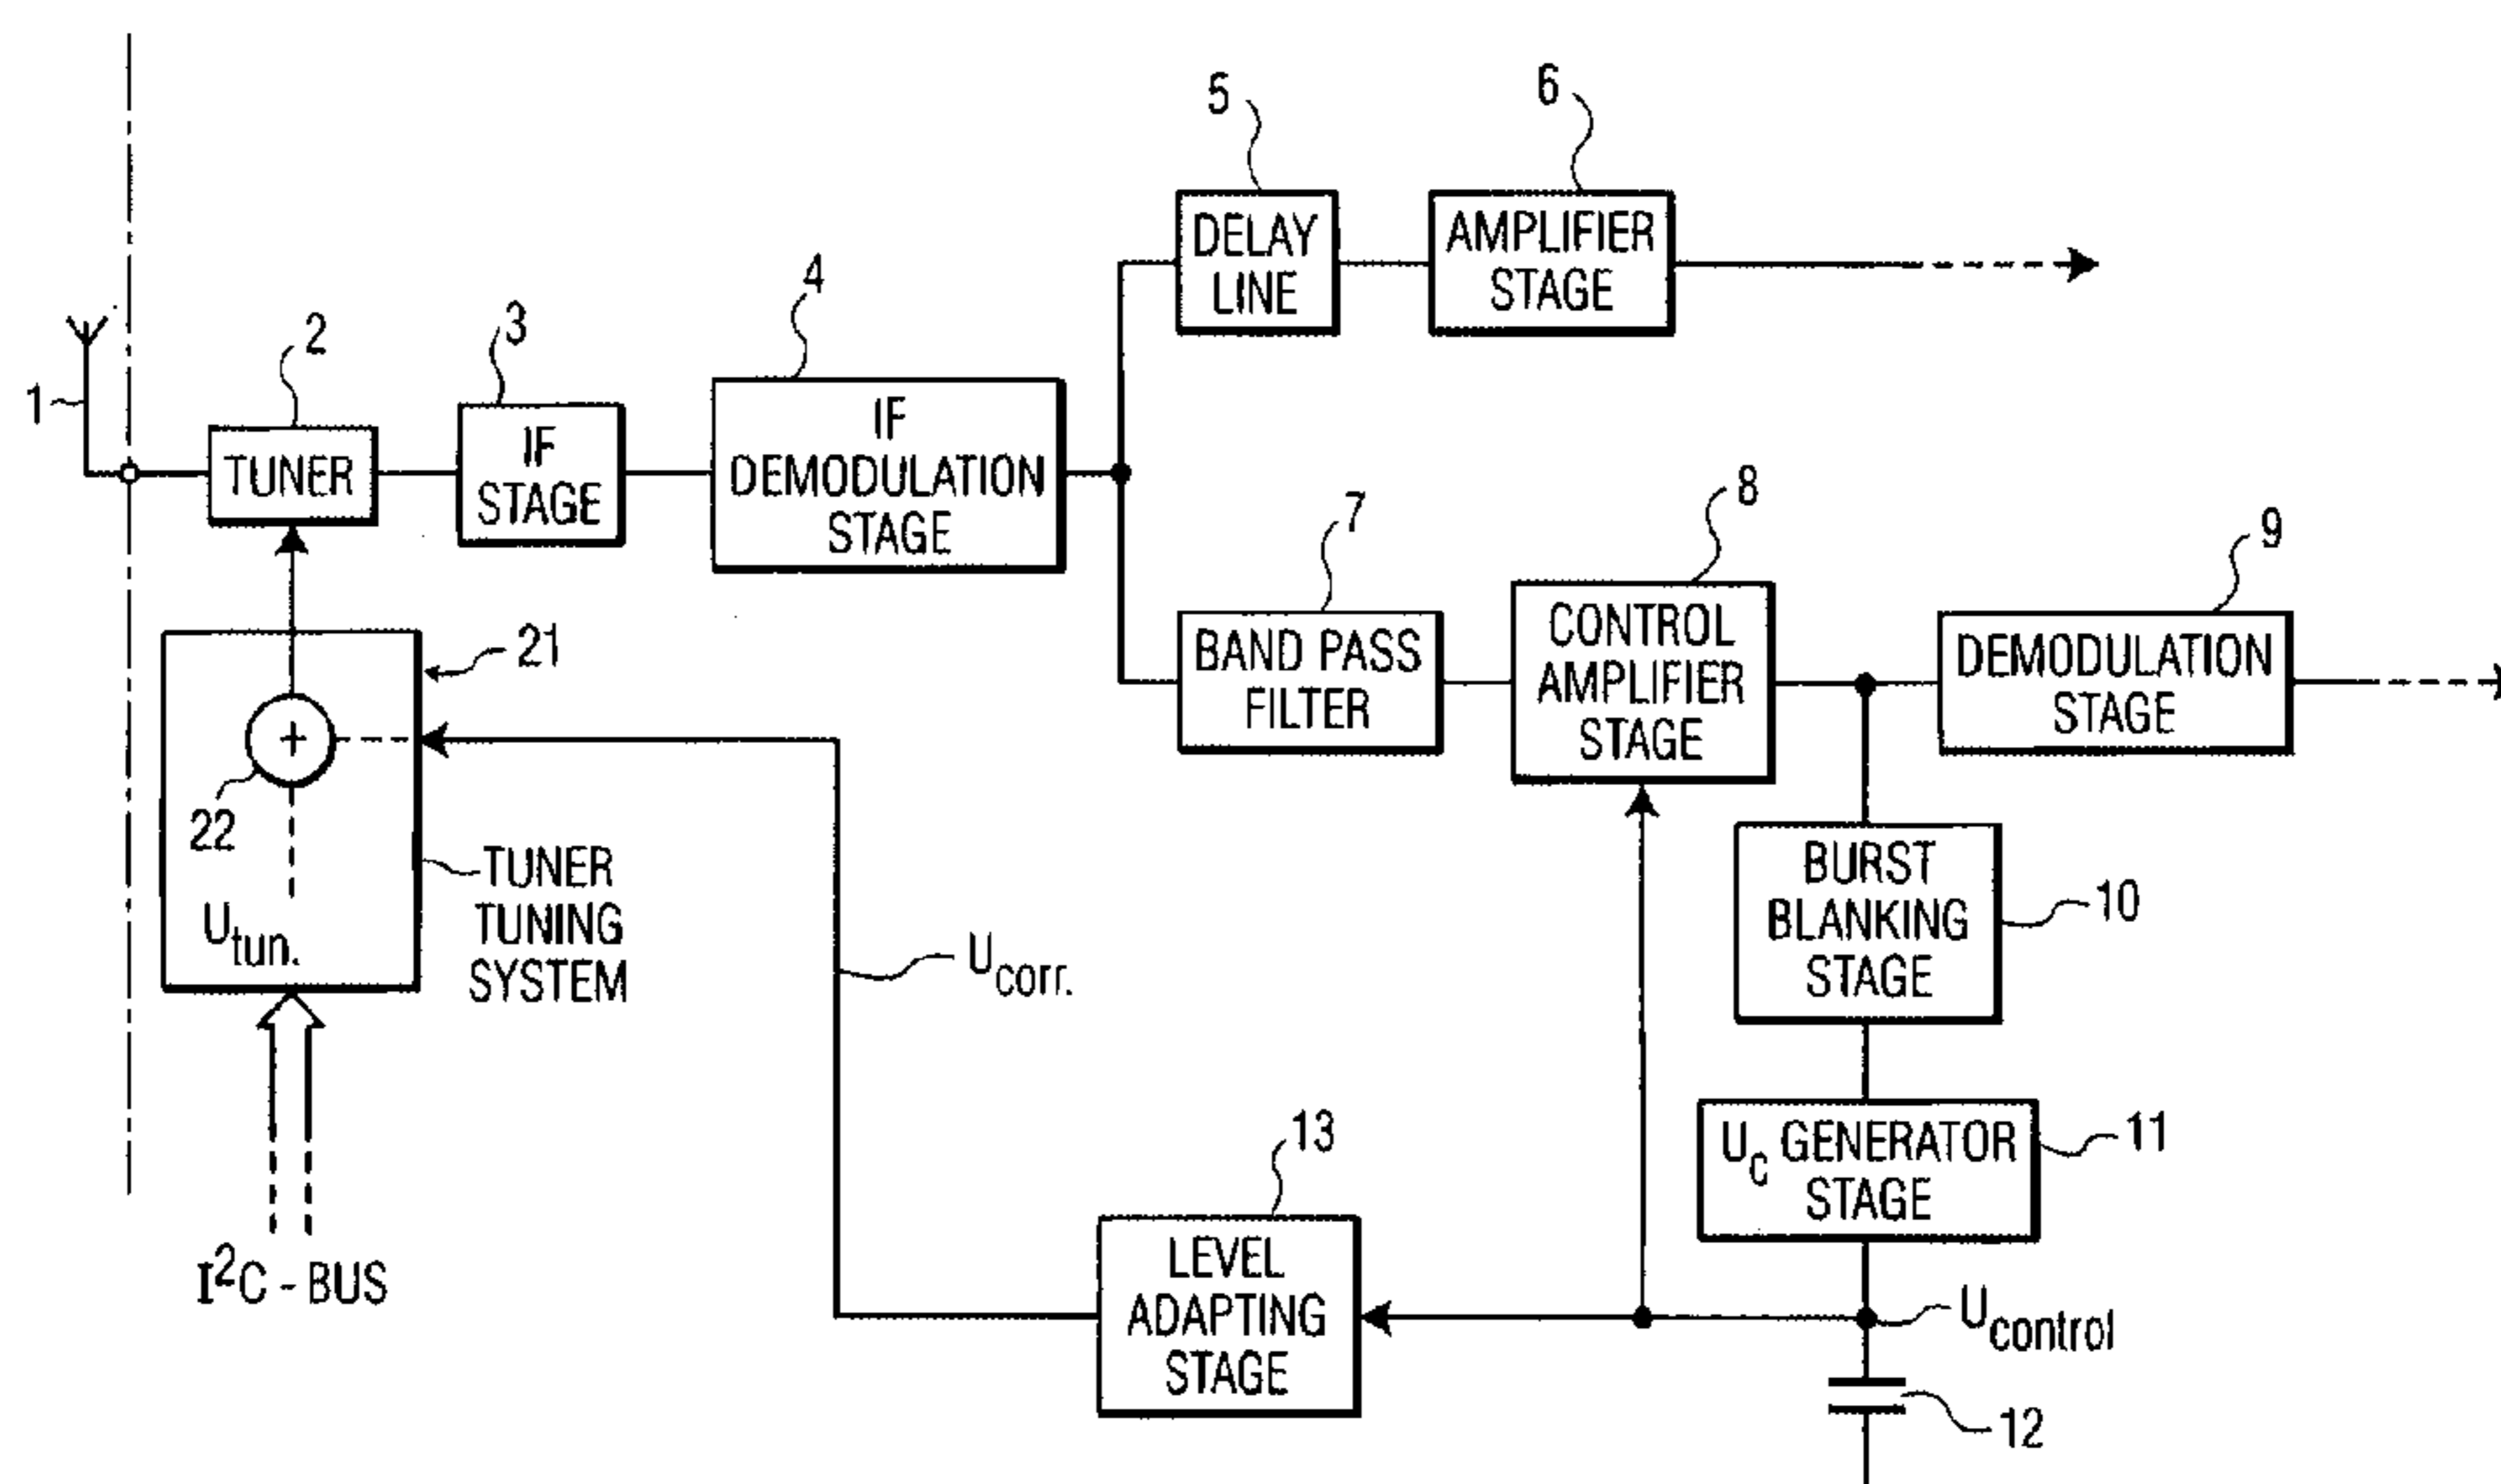 5
6
DELAY
LINE
AMPLIFIER
STAGE
4
3
2
1
TUNER
IF
STAGE
IF
DEMODULATION
STAGE
8
7
9
BAND PASS
FILTER
CONTROL
AMPLIFIER
STAGE
DEMODULATION
STAGE
21
+
22
Utun.
TUNER
TUNING
SYSTEM
Ucorr.
BURST
BLANKING
STAGE
10
13
UC GENERATOR
STAGE
11
LEVEL
ADAPTING
STAGE
I2C - BUS
Ucontrol
12